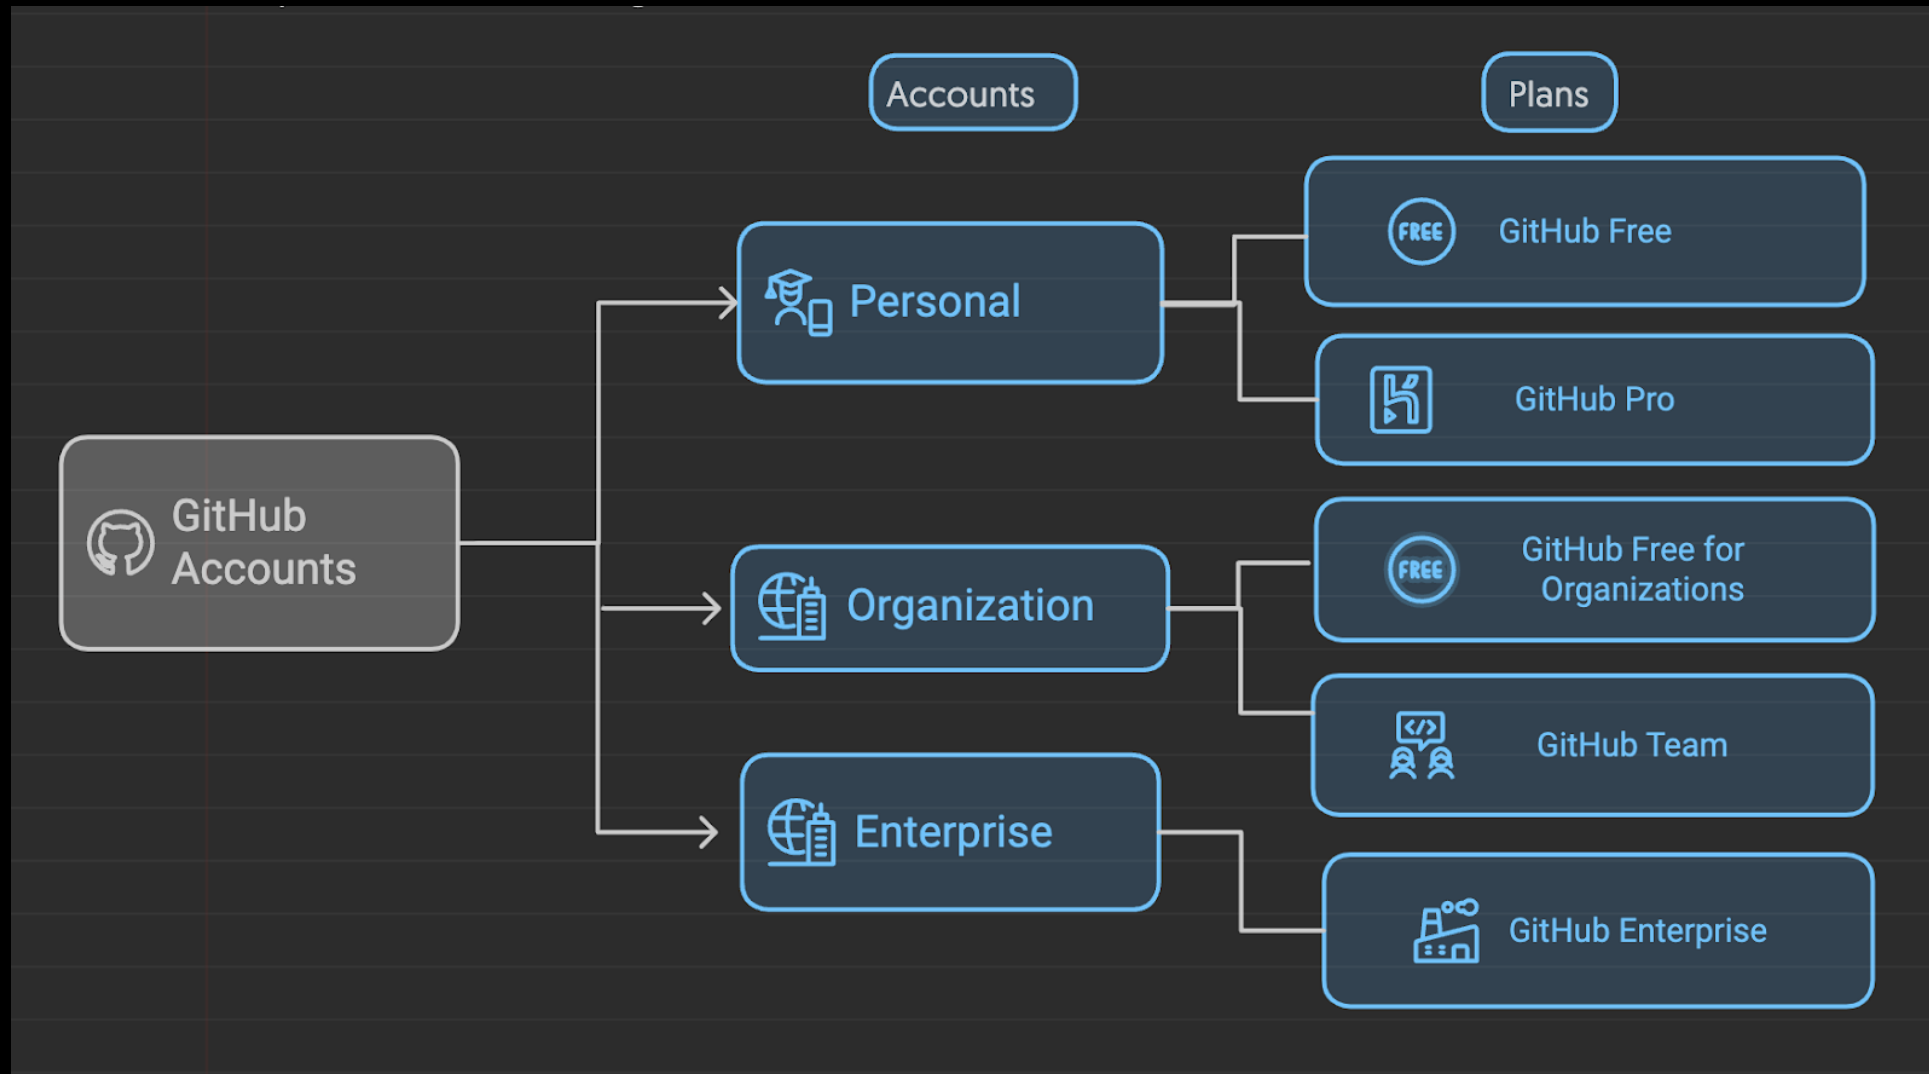 Accounts
Plans
FREE
GitHub Free
Personal
GitHub Pro
GitHub
Accounts
FREE
GitHub Free for
Organizations
Organization
</>
GitHub Team
Enterprise
GitHub Enterprise